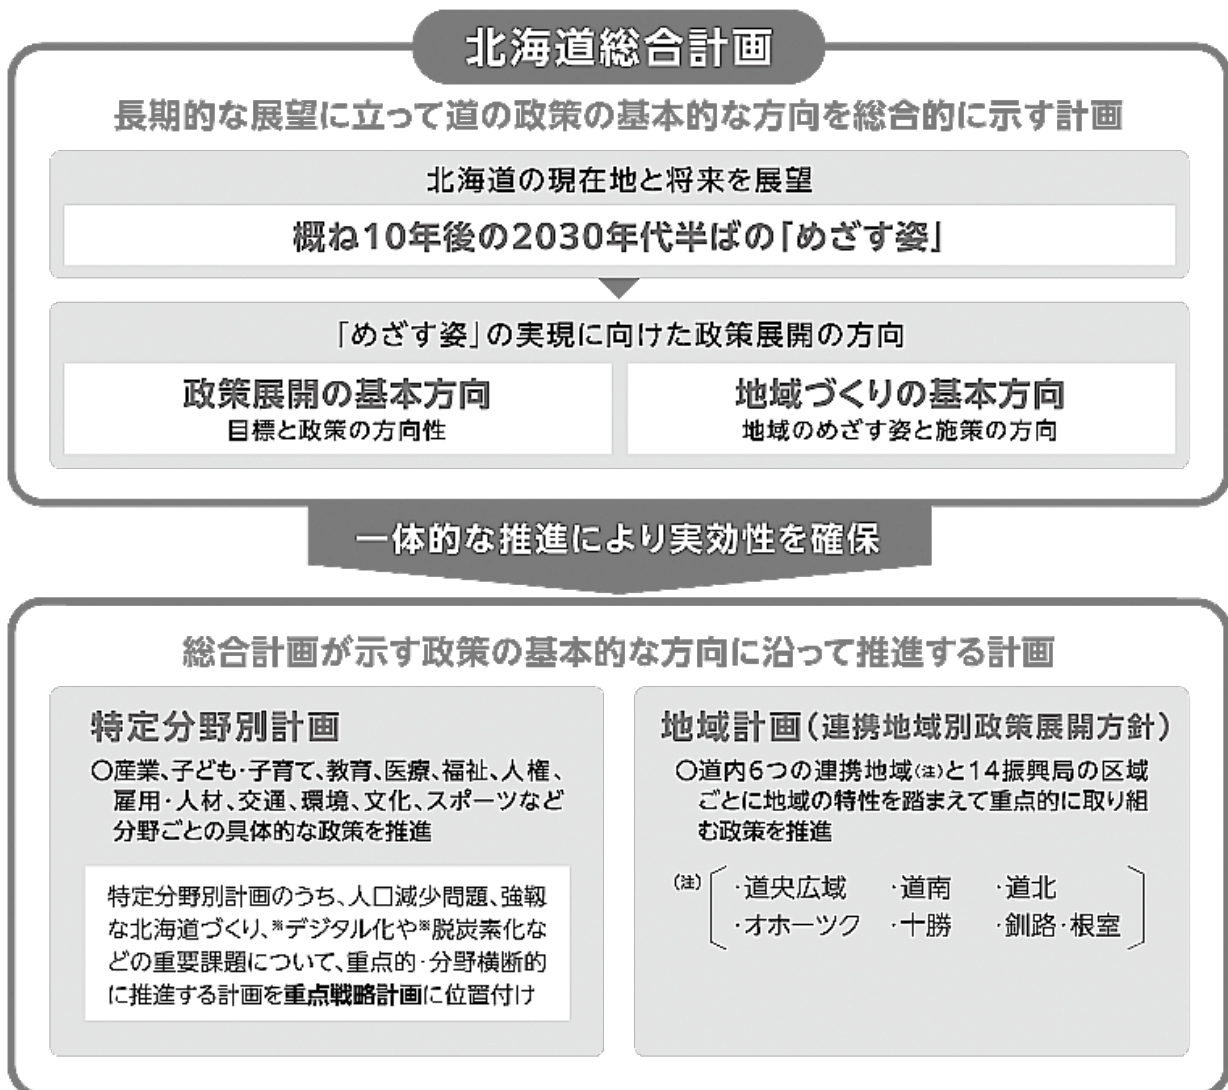 北海道総合計画
長期的な展望に立って道の政策の基本的な方向を総合的に示す計画
北海道の現在地と将来を展望
概ね10年後の2030年代半ばの「めざす姿」
「めざす姿」の実現に向けた政策展開の方向
政策展開の基本方向
目標と政策の方向性
地域づくりの基本方向
地域のめざす姿と施策の方向
一体的な推進により実効性を確保
総合計画が示す政策の基本的な方向に沿って推進する計画
特定分野別計画
○産業、子ども・子育て、教育、医療、福祉、人権、
雇用・人材、交通、環境、文化、スポーツなど
分野ごとの具体的な政策を推進
特定分野別計画のうち、人口減少問題、強靱
な北海道づくり、※デジタル化や※脱炭素化な
どの重要課題について、重点的・分野横断的
に推進する計画を重点戦略計画に位置付け
地域計画(連携地域別政策展開方針)
○道内6つの連携地域(注)と14振興局の区域
ごとに地域の特性を踏まえて重点的に取り組
む政策を推進
(注) ・道央広域 ・道南 ・道北
・オホーツク ・十勝 ・釧路・根室